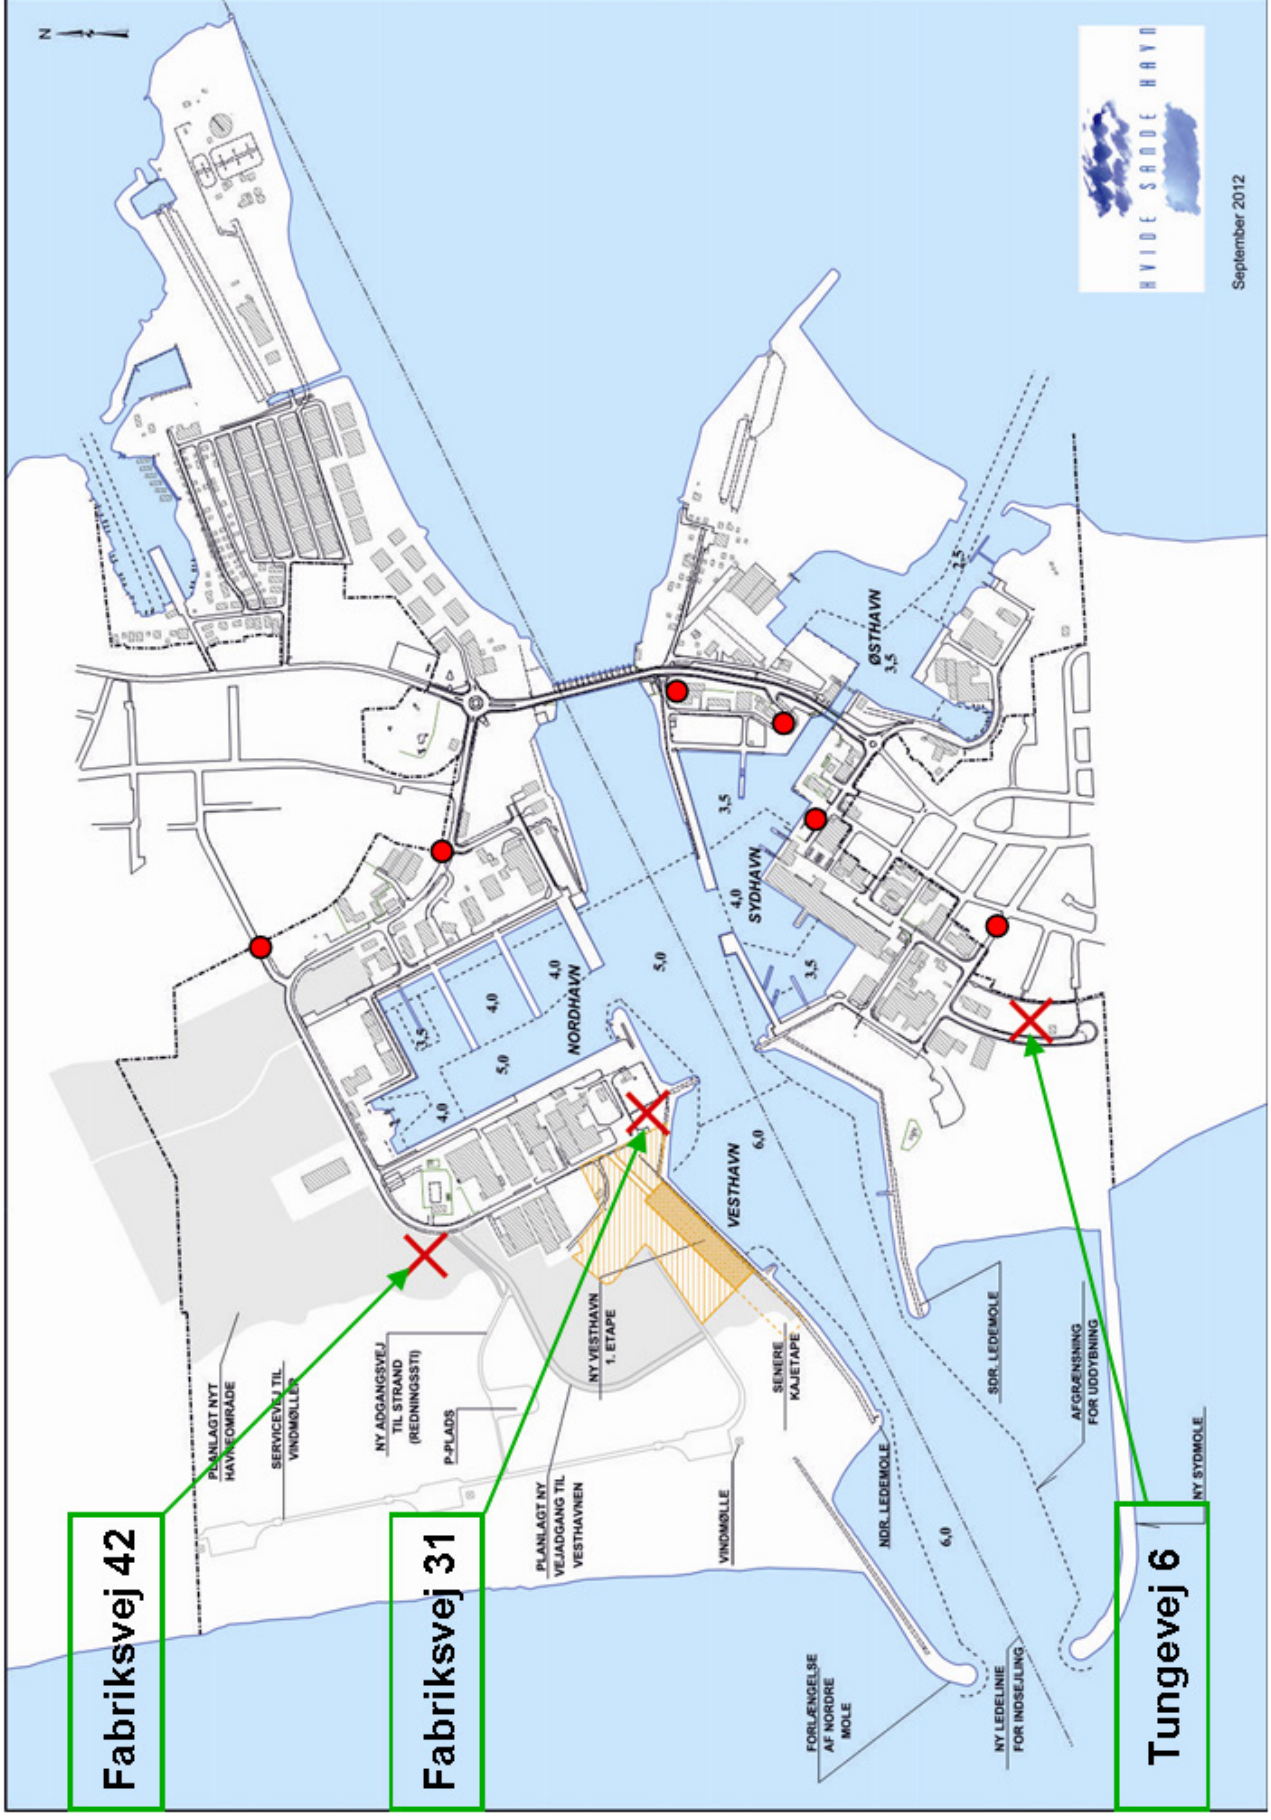 N
HVIDE SANDE HAVN
September 2012
Fabriksvej 42
Fabriksvej 31
Tungevej 6
PLANLAGT NYT
HAVNEOMRÅDE
SERVICEVEJ TIL
VINDMØLLER
NY ADGANGSVEJ
TIL STRAND
(REDNINGSSTI)
P-PLADS
PLANLAGT NY
VEJADGANG TIL
VESTHAVNEN
NY VESTHAVN
1. ETAPE
VINDMØLLE
SENERE
KAJETAPE
NDR. LEDEMOLE
SDR. LEDEMOLE
AFGRÆNSNING
FOR UDDYBNING
NY SYDMOLE
FORLÆNGELSE
AF NORDRE
MOLE
NY LEDELINIE
FOR INDSEJLING
6,0
VESTHAVN
6,0
NORDHAVN
3,5
4,0
4,0
4,0
5,0
5,0
SYDHAVN
4,0
3,5
3,5
ØSTHAVN
3,5
2,5